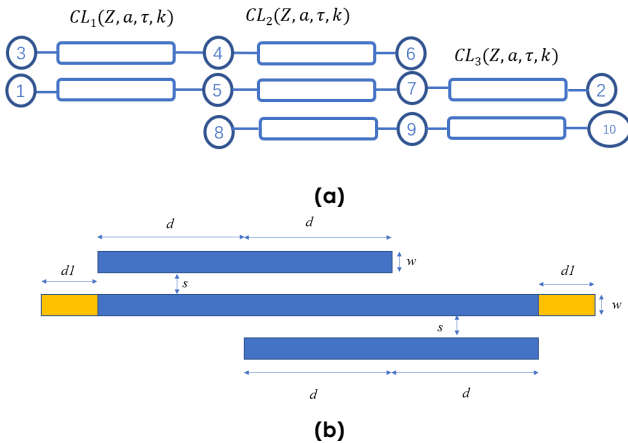 CL₁(Z, a, τ, k)
CL₂(Z, a, τ, k)
3
4
6
CL₃(Z, a, τ, k)
1
5
7
2
8
9
10
(a)
d
d
d1
w
s
d1
w
s
d
d
(b)